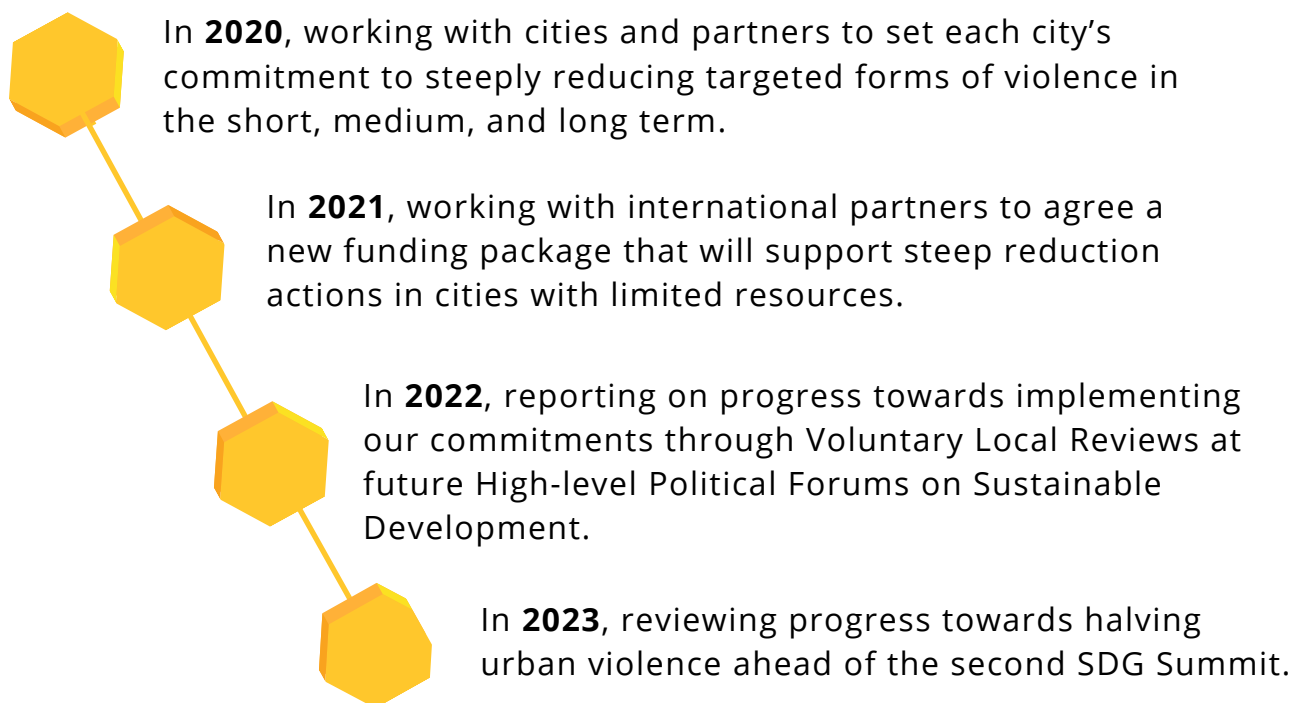 In 2020, working with cities and partners to set each city’s
commitment to steeply reducing targeted forms of violence in
the short, medium, and long term.
In 2021, working with international partners to agree a
new funding package that will support steep reduction
actions in cities with limited resources.
In 2022, reporting on progress towards implementing
our commitments through Voluntary Local Reviews at
future High-level Political Forums on Sustainable
Development.
In 2023, reviewing progress towards halving
urban violence ahead of the second SDG Summit.